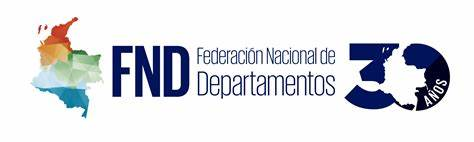 FND
Federación Nacional de
Departamentos
30
AÑOS